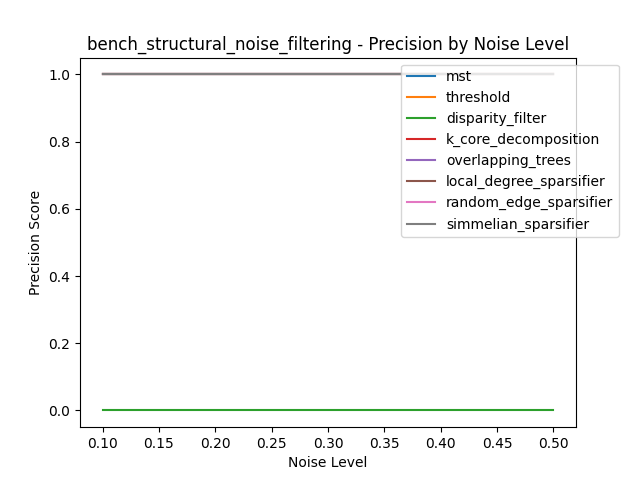 bench_structural_noise_filtering - Precision by Noise Level
1.0
0.8
0.6
0.4
0.2
0.0
Precision Score
mst
threshold
disparity_filter
k_core_decomposition
overlapping_trees
local_degree_sparsifier
random_edge_sparsifier
simmelian_sparsifier
0.10 0.15 0.20 0.25 0.30 0.35 0.40 0.45 0.50
Noise Level